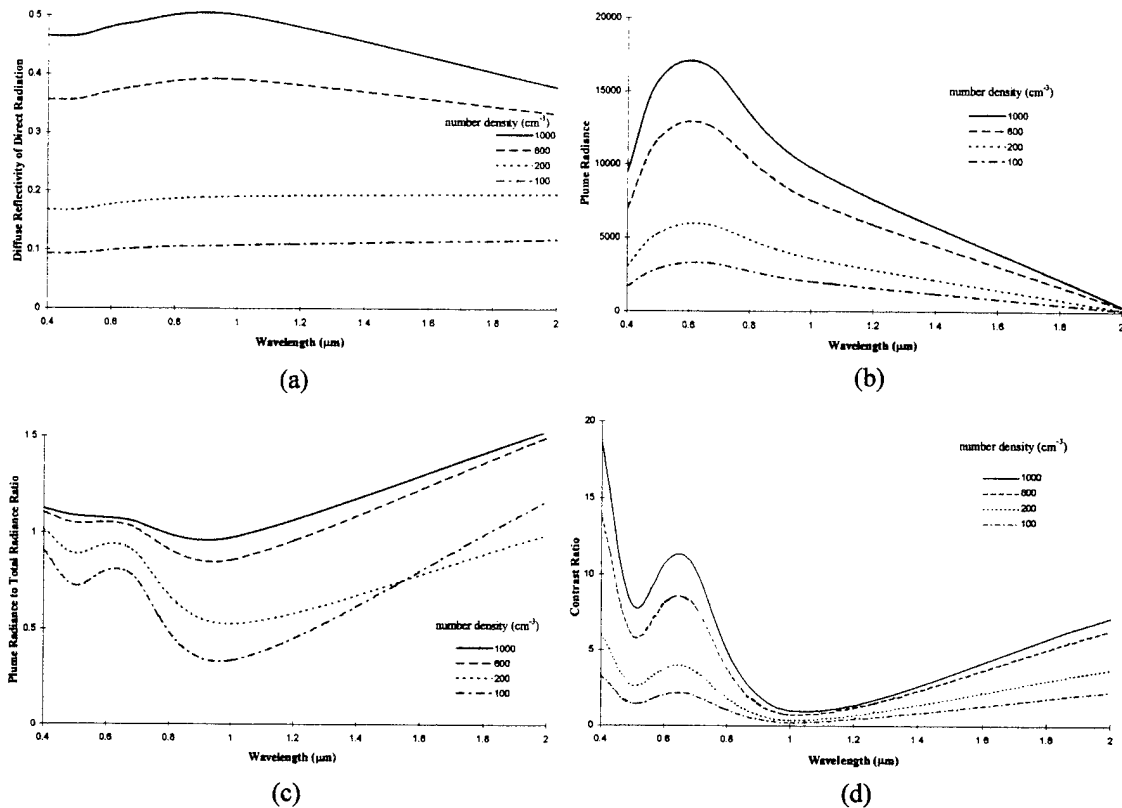 Diffuse Reflectivity of Direct Radiation
0.5
0.4
0.3
0.2
0.1
0
0.4 0.6 0.8 1 1.2 1.4 1.6 1.8 2
Wavelength (μm)
number density (cm⁻³)
1000
600
200
100
(a)
Plume Radiance
20000
15000
10000
5000
0
0.4 0.6 0.8 1 1.2 1.4 1.6 1.8 2
Wavelength (μm)
number density (cm⁻³)
1000
600
200
100
(b)
Plume Radiance to Total Radiance Ratio
1.5
1
0.5
0
0.4 0.6 0.8 1 1.2 1.4 1.6 1.8 2
Wavelength (μm)
number density (cm⁻³)
1000
600
200
100
(c)
Contrast Ratio
20
15
10
5
0
0.4 0.6 0.8 1 1.2 1.4 1.6 1.8 2
Wavelength (μm)
number density (cm⁻³)
1000
600
200
100
(d)